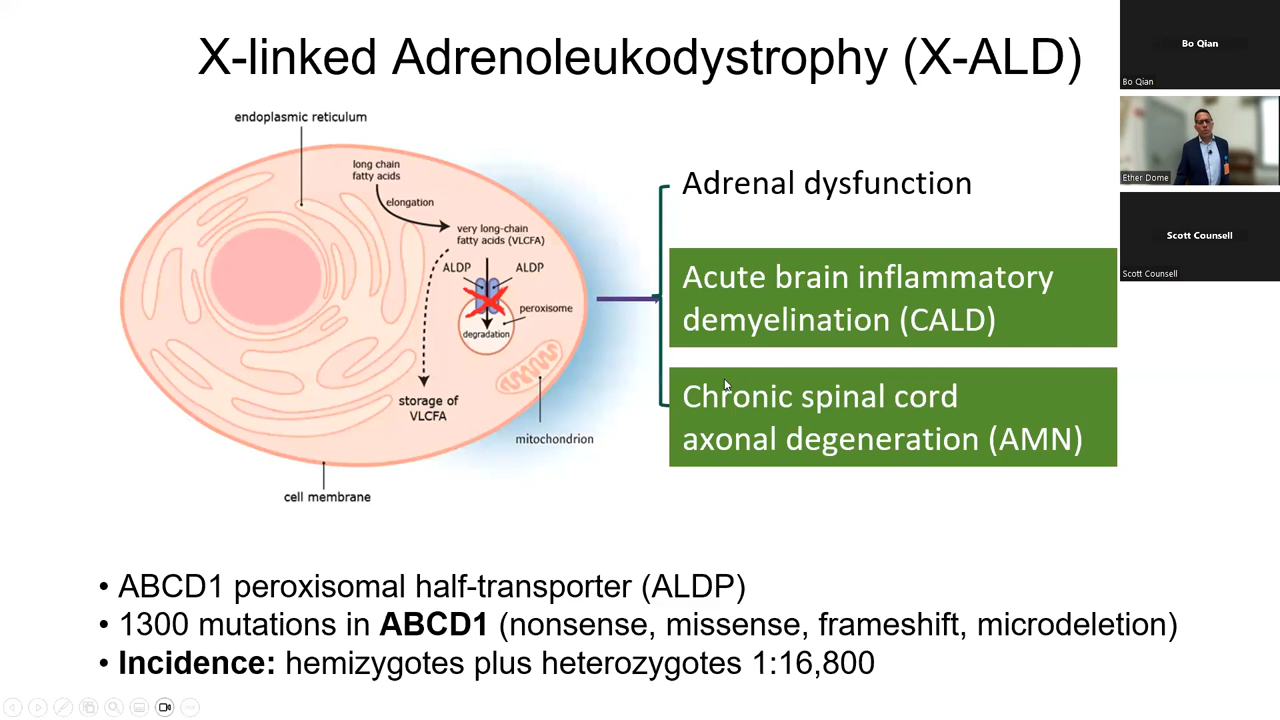 X-linked Adrenoleukodystrophy (X-ALD)
endoplasmic reticulum
long chain
fatty acids
elongation
very long-chain
fatty acids (VLCFA)
ALDP
ALDP
peroxisome
degradation
storage of
VLCFA
mitochondrion
cell membrane
Adrenal dysfunction
Acute brain inflammatory
demyelination (CALD)
Chronic spinal cord
axonal degeneration (AMN)
• ABCD1 peroxisomal half-transporter (ALDP)
• 1300 mutations in ABCD1 (nonsense, missense, frameshift, microdeletion)
• Incidence: hemizygotes plus heterozygotes 1:16,800
Bo Qian
Bo Qian
Ether Dome
Scott Counsell
Scott Counsell